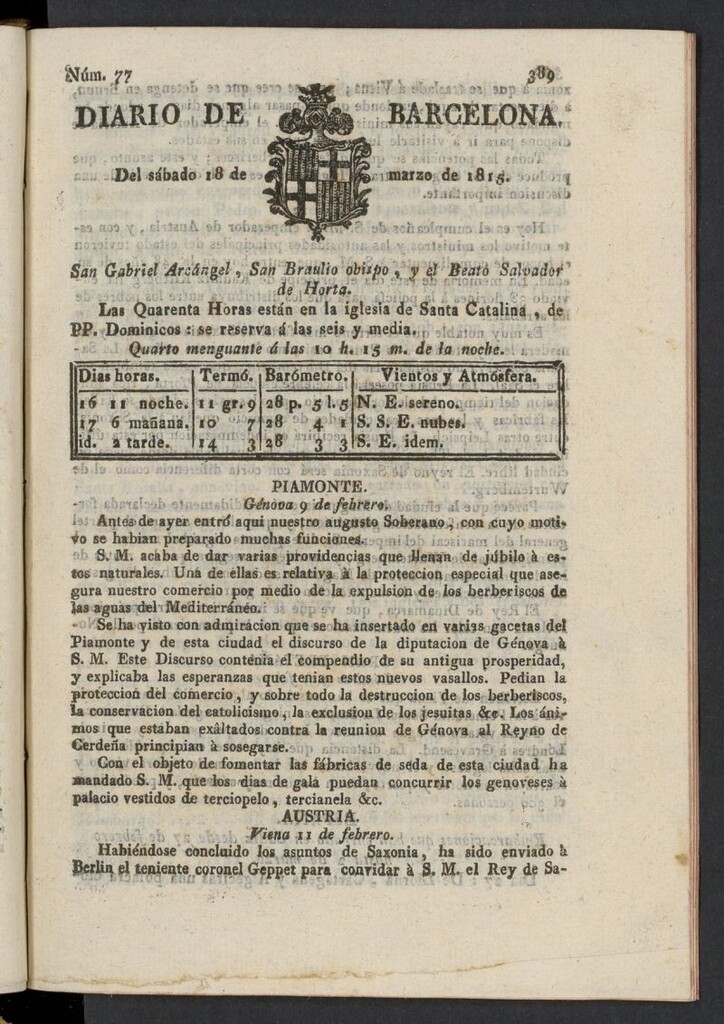 Núm. 77 389
DIARIO DE BARCELONA.
Del sábado 18 de marzo de 1815.
San Gabriel Arcángel, San Braulio obispo, y el Beato Salvador
de Horta.
Las Quarenta Horas están en la iglesia de Santa Catalina, de
PP. Dominicos: se reserva á las seis y media.
Quarto menguante á las 10 h. 15 m. de la noche.
Dias horas. Termó. Barómetro. Vientos y Atmósfera.
16 11 noche. 11 gr. 9 28 p. 5 l. 5 N. E. sereno.
17 6 mañana. 10 7 28 4 1 S. S. E. nubes.
id. 2 tarde. 14 3 28 3 3 S. E. idem.
PIAMONTE.
Génova 9 de febrero.
Antes de ayer entró aqui nuestro augusto Soberano, con cuyo moti-
vo se habian preparado muchas funciones.
S. M. acaba de dar varias providencias que llenan de júbilo à es-
tos naturales. Una de ellas es relativa à la proteccion especial que ase-
gura nuestro comercio por medio de la expulsion de los berberiscos de
las aguas del Mediterráneo.
Se ha visto con admiracion que se ha insertado en varias gacetas del
Piamonte y de esta ciudad el discurso de la diputacion de Génova à
S. M. Este Discurso contenia el compendio de su antigua prosperidad,
y explicaba las esperanzas que tenian estos nuevos vasallos. Pedian la
proteccion del comercio, y sobre todo la destruccion de los berberiscos,
la conservacion del catolicismo, la exclusion de los jesuitas &c. Los áni-
mos que estaban exâltados contra la reunion de Génova al Reyno de
Cerdeña principian à sosegarse.
Con el objeto de fomentar las fábricas de seda de esta ciudad ha
mandado S. M. que los dias de gala puedan concurrir los genoveses à
palacio vestidos de terciopelo, tercianela &c.
AUSTRIA.
Viena 11 de febrero.
Habiéndose concluido los asuntos de Saxonia, ha sido enviado à
Berlin el teniente coronel Geppet para convidar à S. M. el Rey de Sa-